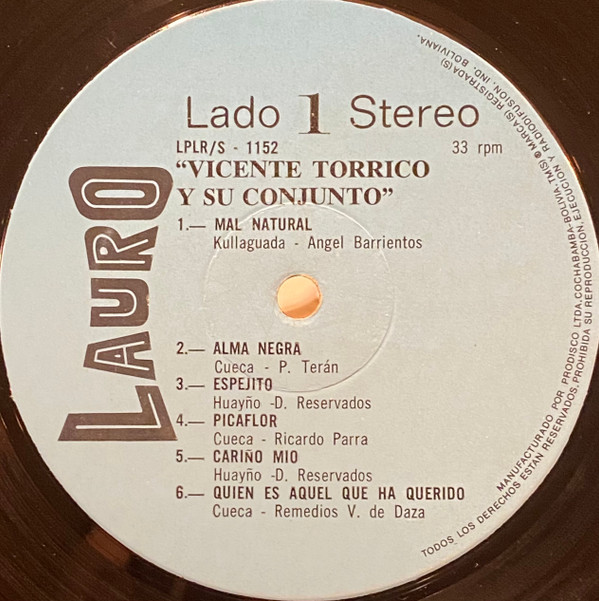 LAURO
Lado 1 Stereo
LPLR/S - 1152 33 rpm
“VICENTE TORRICO
Y SU CONJUNTO”
1.— MAL NATURAL
Kullaguada - Angel Barrientos
2.— ALMA NEGRA
Cueca - P. Terán
3.— ESPEJITO
Huayño -D. Reservados
4.— PICAFLOR
Cueca - Ricardo Parra
5.— CARIÑO MIO
Huayño -D. Reservados
6.— QUIEN ES AQUEL QUE HA QUERIDO
Cueca - Remedios V. de Daza
MANUFACTURADO POR PRODISCO LTDA. COCHABAMBA-BOLIVIA. TM(S) ® MARCA(S) REGISTRADA(S)
TODOS LOS DERECHOS ESTAN RESERVADOS, PROHIBIDA SU REPRODUCCION, EJECUCION Y RADIODIFUSION, IND. BOLIVIANA.